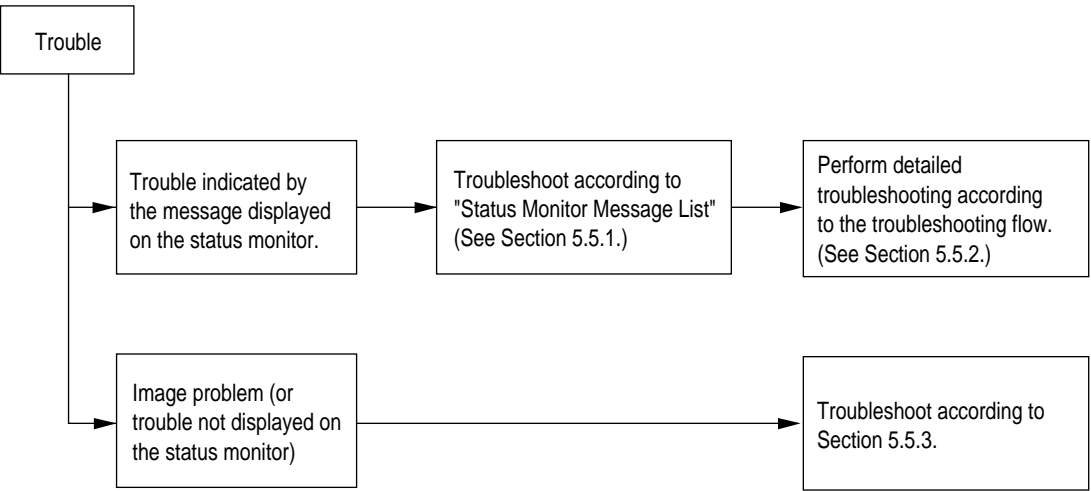 Trouble
Trouble indicated by
the message displayed
on the status monitor.
Troubleshoot according to
"Status Monitor Message List"
(See Section 5.5.1.)
Perform detailed
troubleshooting according
to the troubleshooting flow.
(See Section 5.5.2.)
Image problem (or
trouble not displayed on
the status monitor)
Troubleshoot according to
Section 5.5.3.